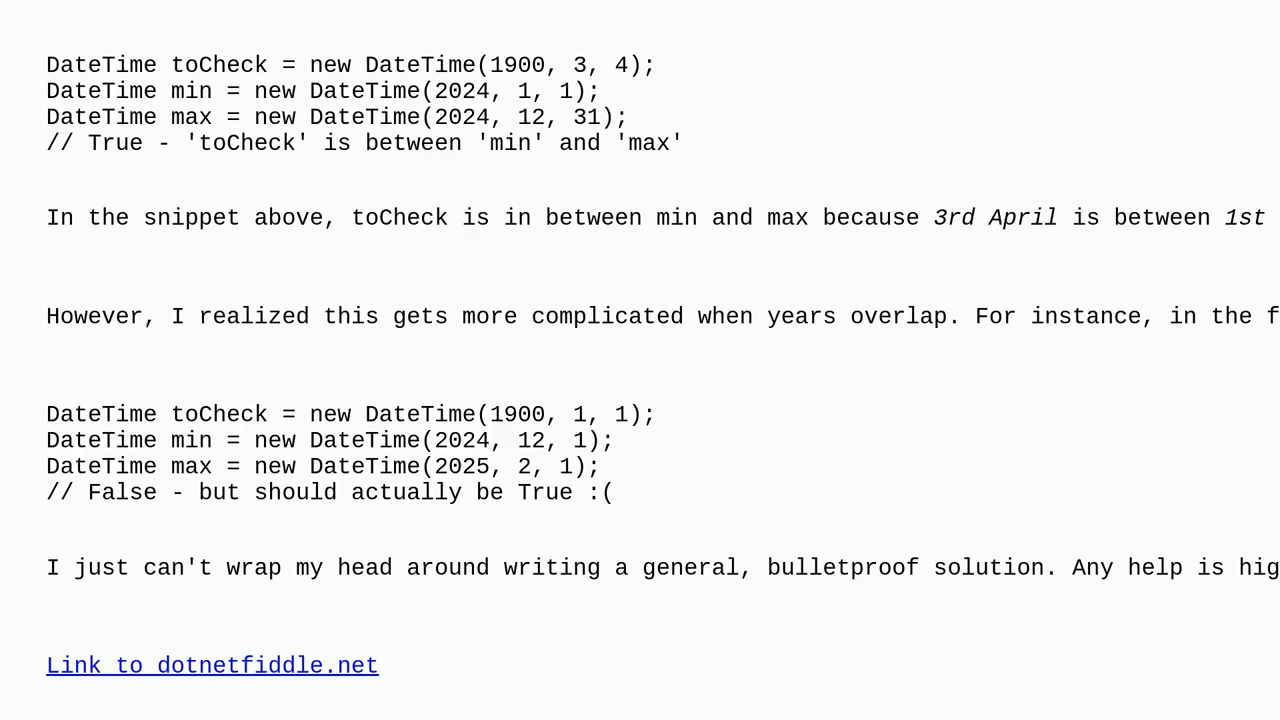 DateTime toCheck = new DateTime(1900, 3, 4);
DateTime min = new DateTime(2024, 1, 1);
DateTime max = new DateTime(2024, 12, 31);
// True - 'toCheck' is between 'min' and 'max'
In the snippet above, toCheck is in between min and max because 3rd April is between 1st
However, I realized this gets more complicated when years overlap. For instance, in the f
DateTime toCheck = new DateTime(1900, 1, 1);
DateTime min = new DateTime(2024, 12, 1);
DateTime max = new DateTime(2025, 2, 1);
// False - but should actually be True :(
I just can't wrap my head around writing a general, bulletproof solution. Any help is hig
Link to dotnetfiddle.net